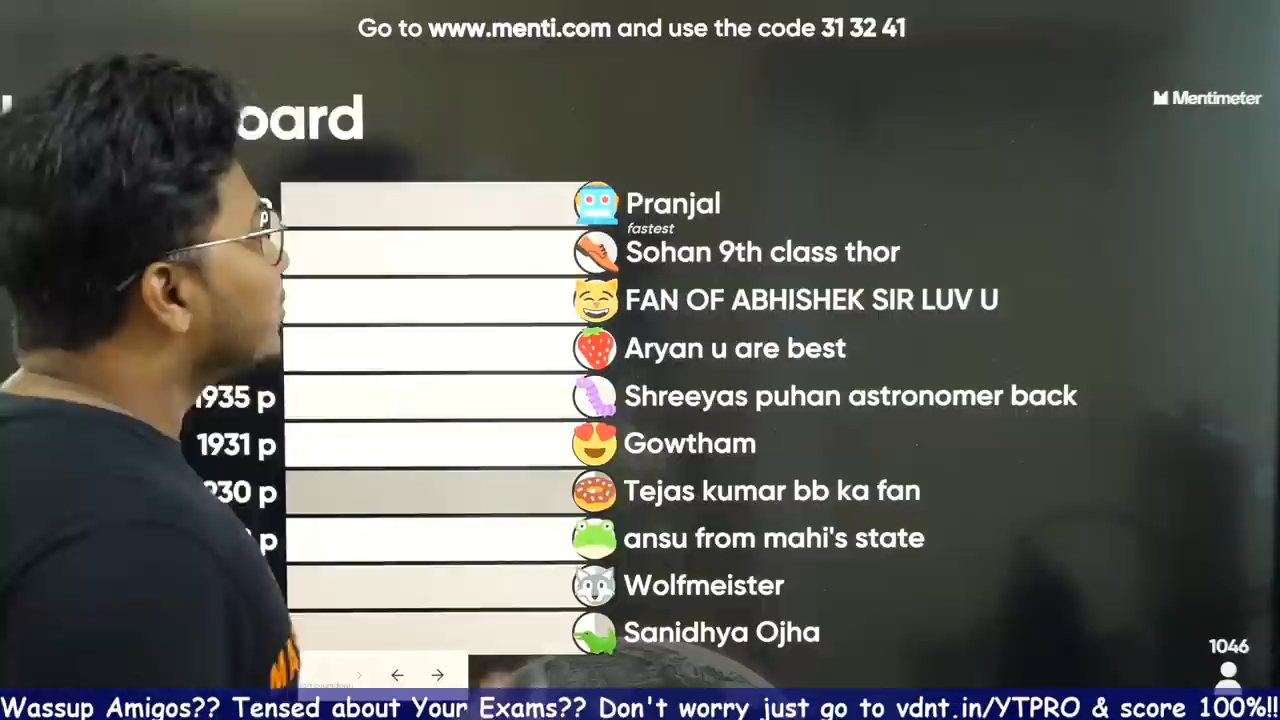 Go to www.menti.com and use the code 31 32 41
Mentimeter
board
p
Pranjal
fastest
Sohan 9th class thor
FAN OF ABHISHEK SIR LUV U
Aryan u are best
1935 p Shreeyas puhan astronomer back
1931 p Gowtham
930 p Tejas kumar bb ka fan
p ansu from mahi's state
Wolfmeister
Sanidhya Ojha
1046
MA
Wassup Amigos?? Tensed about Your Exams?? Don't worry just go to vdnt.in/YTPRO & score 100%!!